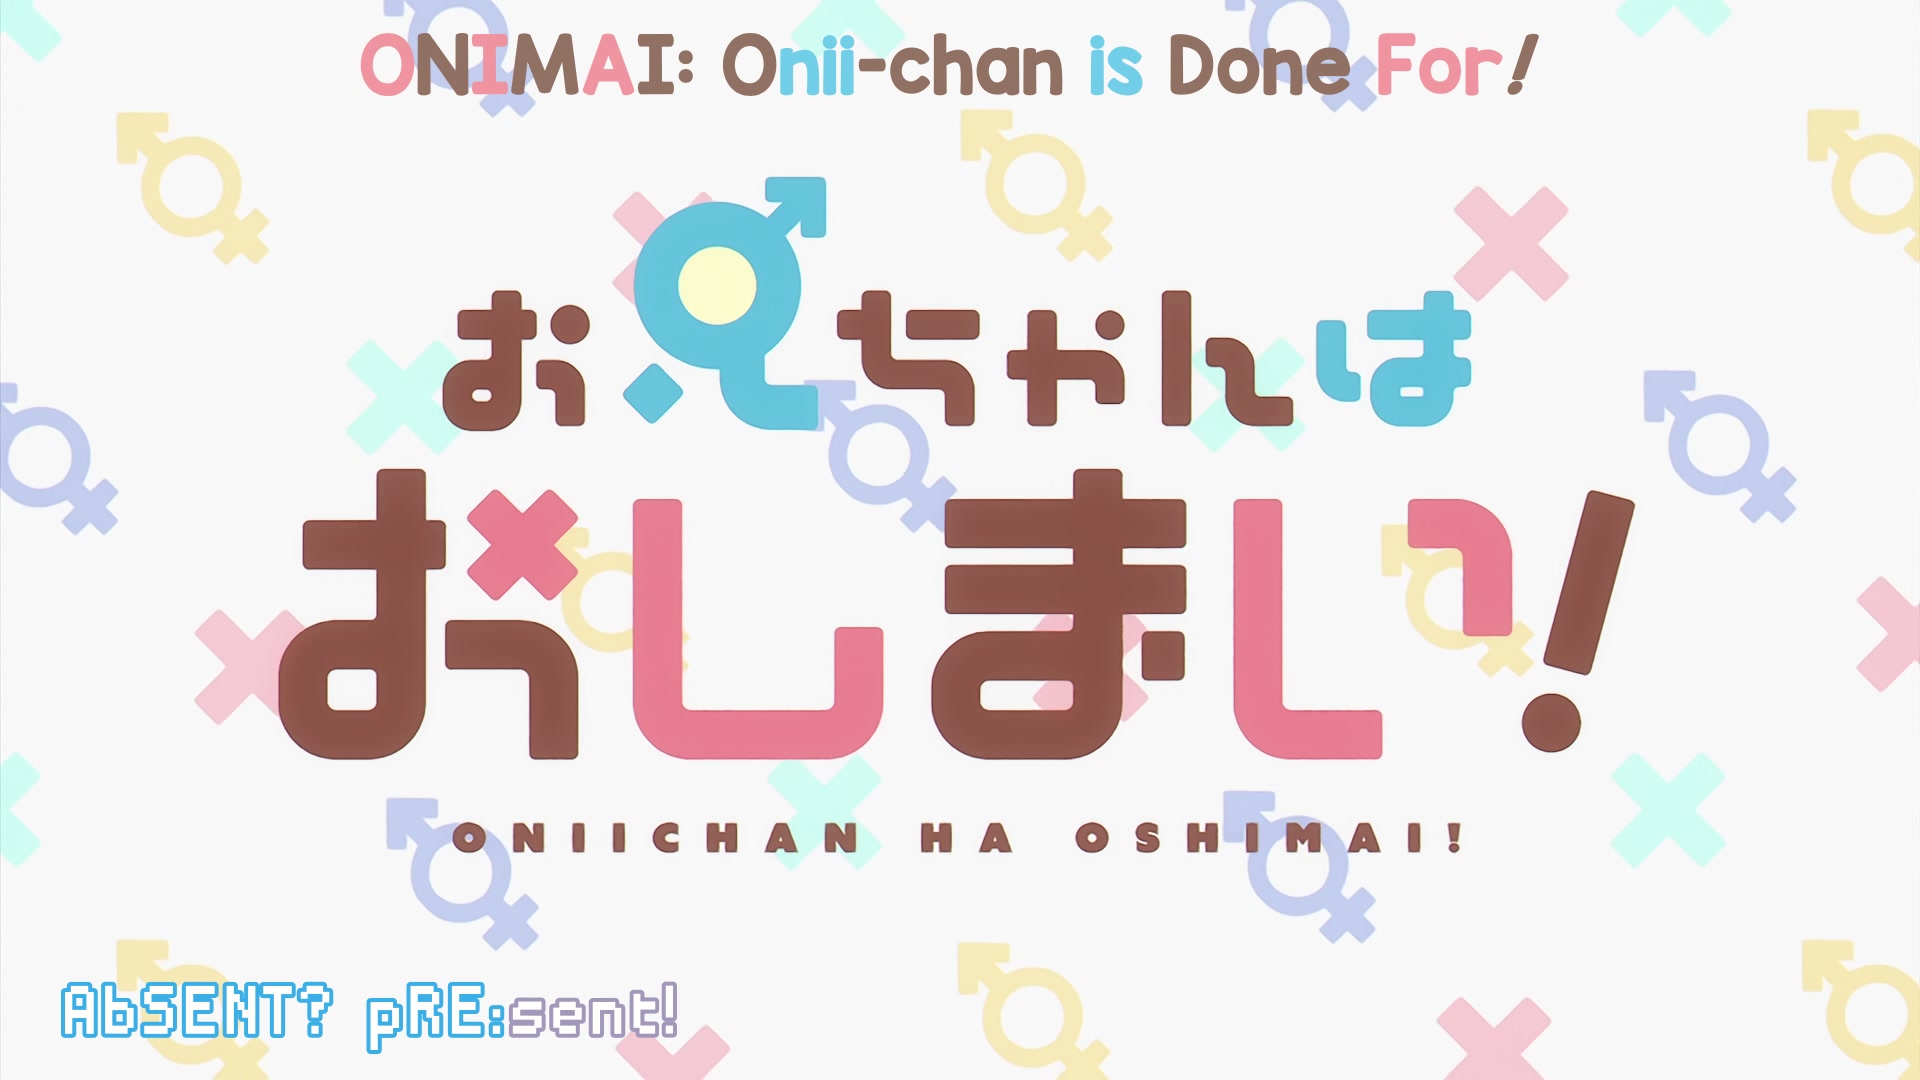 ONIMAI: Onii-chan is Done For!
お兄ちゃんは
おしまい!
ONIICHAN HA OSHIMAI!
AbSENT? pRE:sent!